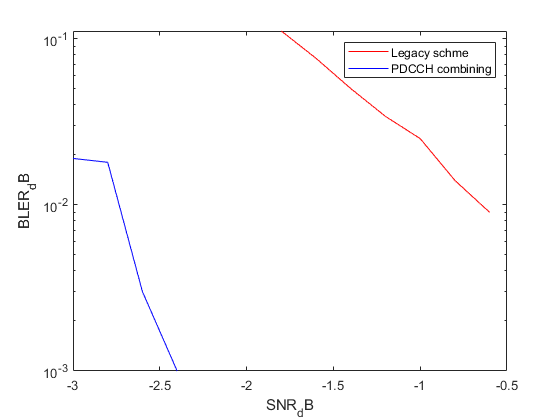 10^-1
10^-2
10^-3
BLER_dB
Legacy schme
PDCCH combining
-3
-2.5
-2
-1.5
-1
-0.5
SNR_dB